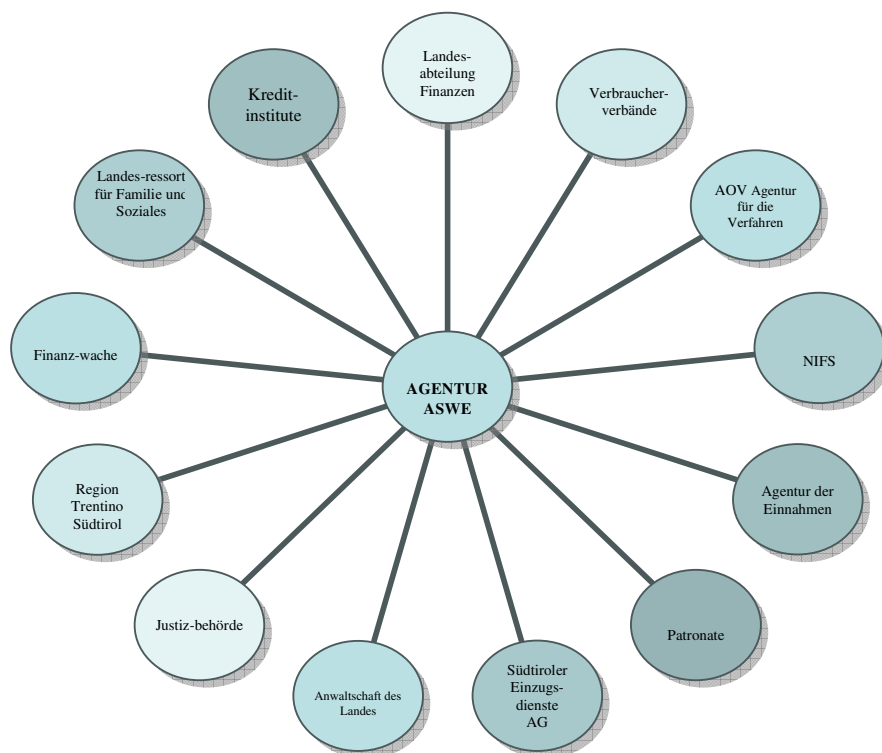 Landes-
abteilung
Finanzen
Kredit-
institute
Verbraucher-
verbände
Landes-ressort
für Familie und
Soziales
AOV Agentur
für die
Verfahren
Finanz-wache
NIFS
AGENTUR
ASWE
Region
Trentino
Südtirol
Agentur der
Einnahmen
Justiz-behörde
Patronate
Anwaltschaft des
Landes
Südtiroler
Einzugs-
dienste
AG